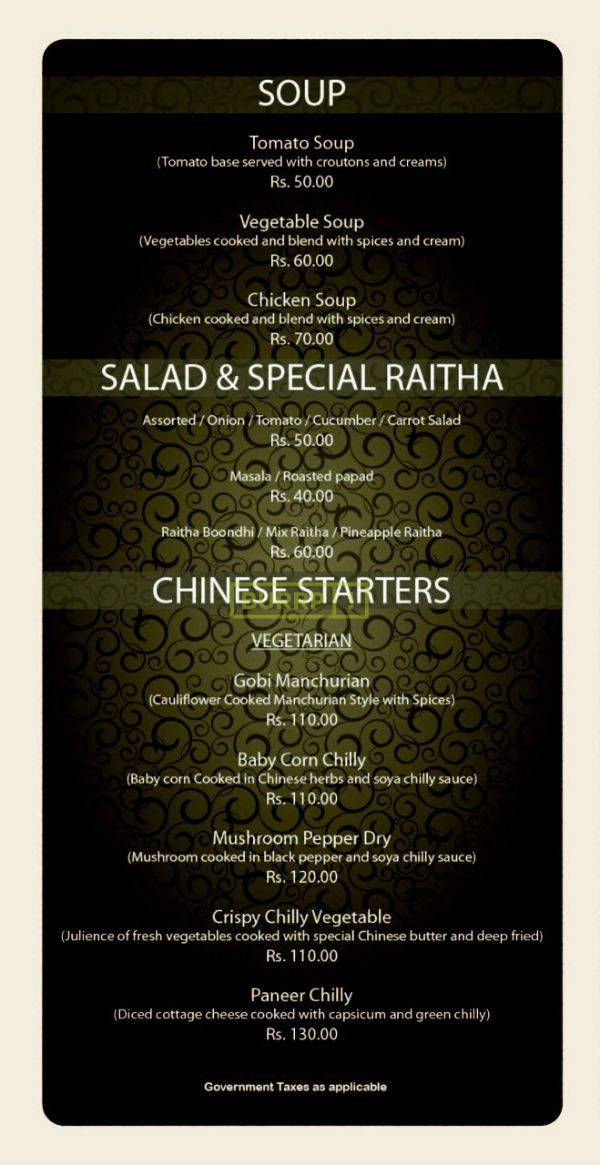 SOUP
Tomato Soup
(Tomato base served with croutons and creams)
Rs. 50.00
Vegetable Soup
(Vegetables cooked and blend with spices and cream)
Rs. 60.00
Chicken Soup
(Chicken cooked and blend with spices and cream)
Rs. 70.00
SALAD & SPECIAL RAITHA
Assorted / Onion / Tomato / Cucumber / Carrot Salad
Rs. 50.00
Masala / Roasted papad
Rs. 40.00
Raitha Boondhi / Mix Raitha / Pineapple Raitha
Rs. 60.00
CHINESE STARTERS
BURRP!
VEGETARIAN
Gobi Manchurian
(Cauliflower Cooked Manchurian Style with Spices)
Rs. 110.00
Baby Corn Chilly
(Baby corn Cooked in Chinese herbs and soya chilly sauce)
Rs. 110.00
Mushroom Pepper Dry
(Mushroom cooked in black pepper and soya chilly sauce)
Rs. 120.00
Crispy Chilly Vegetable
(Julience of fresh vegetables cooked with special Chinese butter and deep fried)
Rs. 110.00
Paneer Chilly
(Diced cottage cheese cooked with capsicum and green chilly)
Rs. 130.00
Government Taxes as applicable